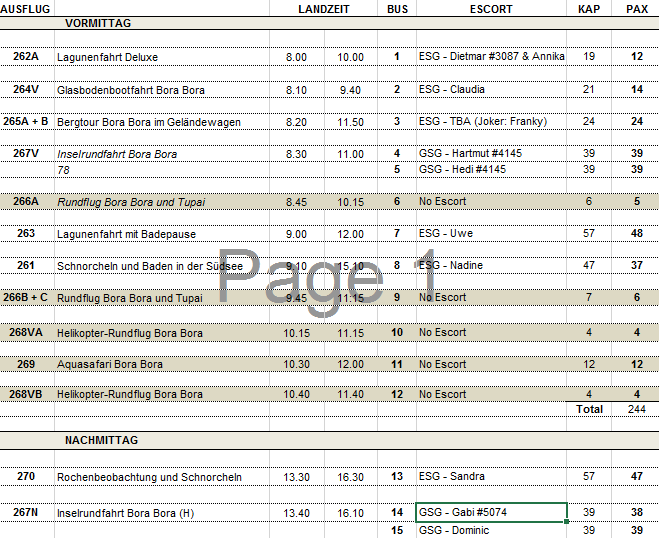 AUSFLUG LANDZEIT BUS ESCORT KAP PAX
VORMITTAG
262A Lagunenfahrt Deluxe 8.00 10.00 1 ESG - Dietmar #3087 & Annika 19 12
264V Glasbodenbootfahrt Bora Bora 8.10 9.40 2 ESG - Claudia 21 14
265A + B Bergtour Bora Bora im Geländewagen 8.20 11.50 3 ESG - TBA (Joker: Franky) 24 24
267V Inselrundfahrt Bora Bora 8.30 11.00 4 GSG - Hartmut #4145 39 39
78 5 GSG - Hedi #4145 39 39
266A Rundflug Bora Bora und Tupai 8.45 10.15 6 No Escort 6 5
263 Lagunenfahrt mit Badepause 9.00 12.00 7 ESG - Uwe 57 48
261 Schnorcheln und Baden in der Südsee 9.10 15.10 8 ESG - Nadine 47 37
Page 1
266B + C Rundflug Bora Bora und Tupai 9.45 11.15 9 No Escort 7 6
268VA Helikopter-Rundflug Bora Bora 10.15 11.15 10 No Escort 4 4
269 Aquasafari Bora Bora 10.30 12.00 11 No Escort 12 12
268VB Helikopter-Rundflug Bora Bora 10.40 11.40 12 No Escort 4 4
Total 244
NACHMITTAG
270 Rochenbeobachtung und Schnorcheln 13.30 16.30 13 ESG - Sandra 57 47
267N Inselrundfahrt Bora Bora (H) 13.40 16.10 14 GSG - Gabi #5074 39 38
15 GSG - Dominic 39 39